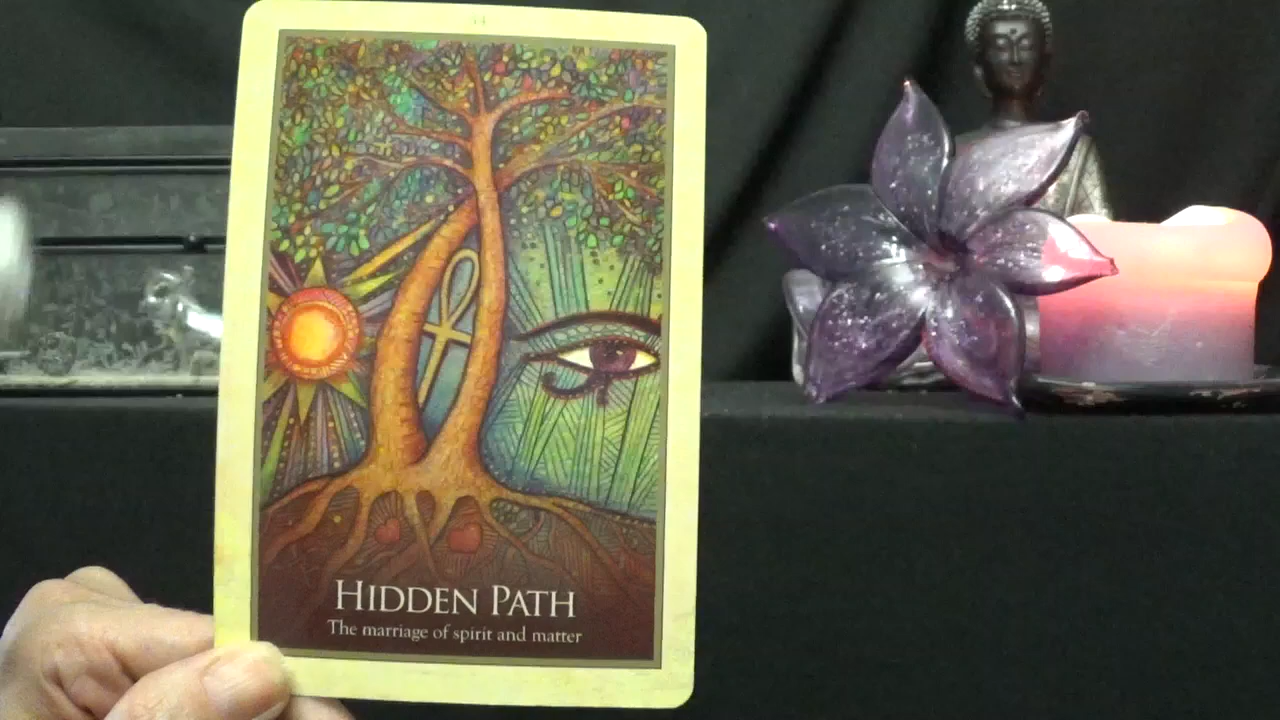 HIDDEN PATH
The marriage of spirit and matter